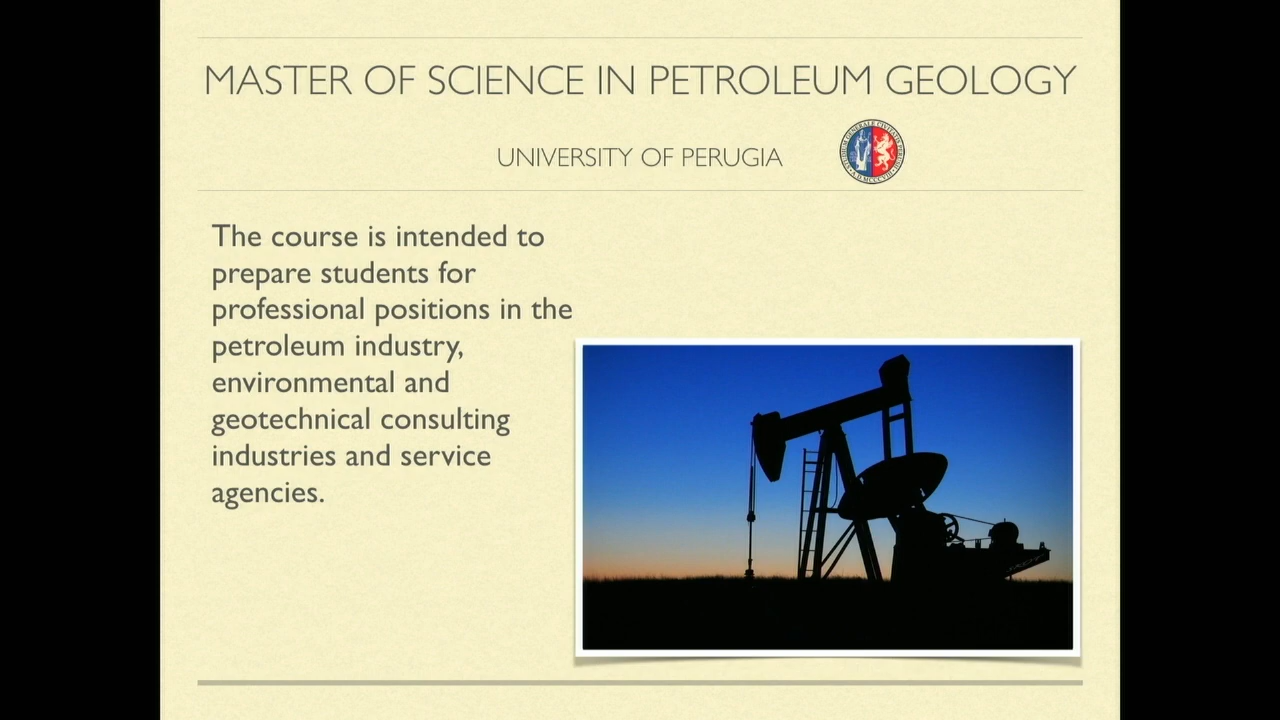 MASTER OF SCIENCE IN PETROLEUM GEOLOGY
UNIVERSITY OF PERUGIA
The course is intended to
prepare students for
professional positions in the
petroleum industry,
environmental and
geotechnical consulting
industries and service
agencies.